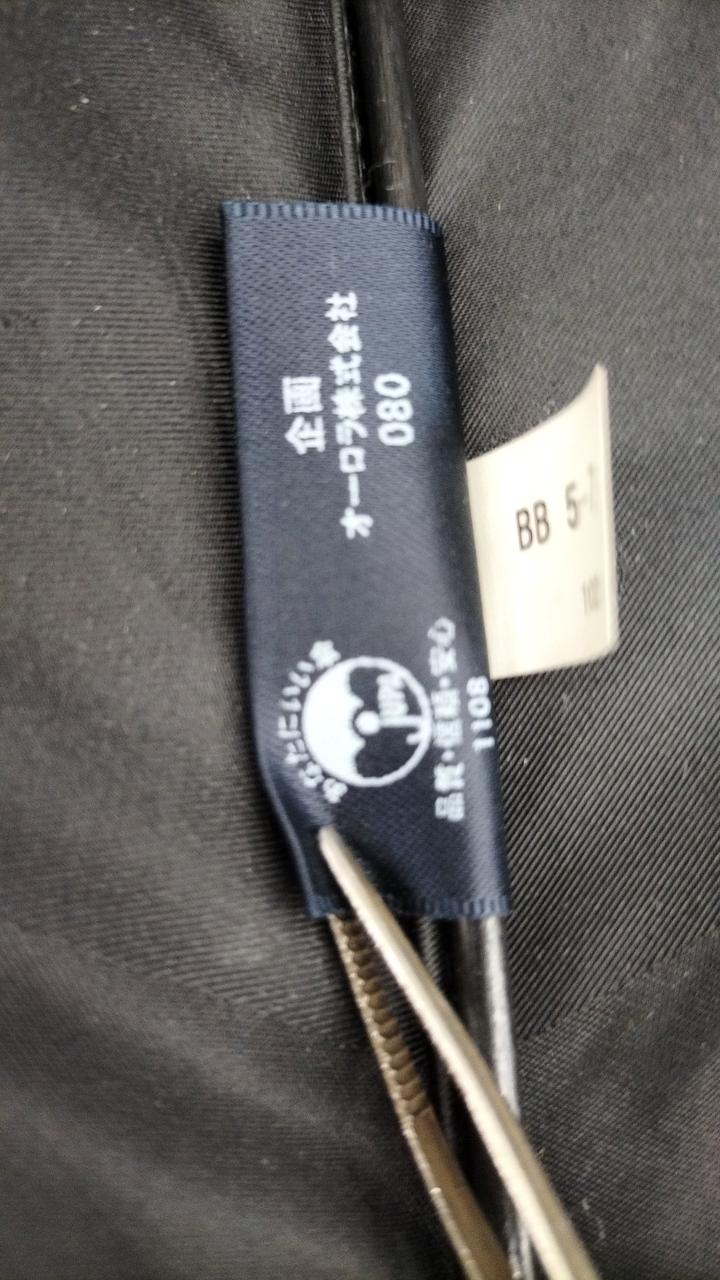 企画
オーロラ株式会社
080
あなたにいい傘
JUPA
品質・信頼・安心
1108
BB 5-7